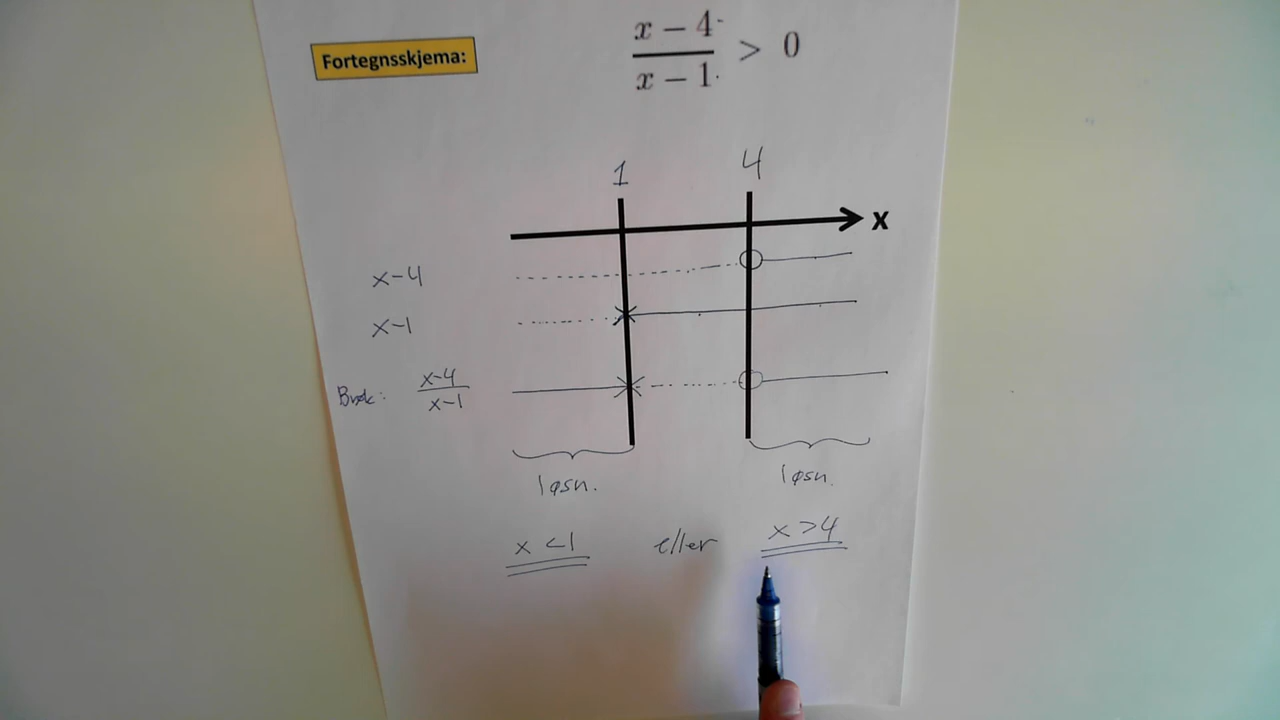 Fortegnsskjema:
x − 4
x − 1
> 0
1 4
x
x-4
x-1
Brøk: x-4
x-1
løsn. løsn.
x < 1 eller x > 4